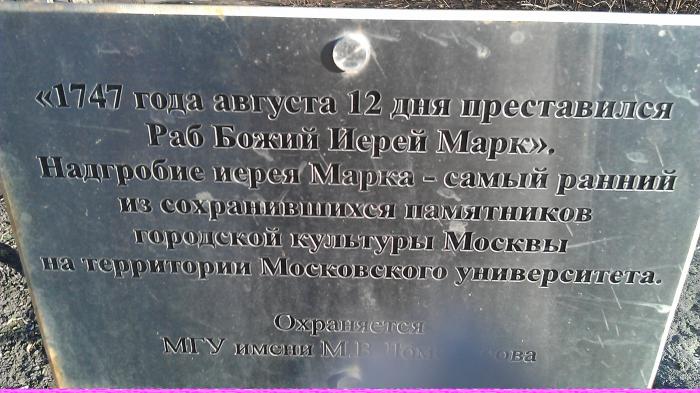 «1747 года августа 12 дня преставился
Раб Божий Иерей Марк».
Надгробие иерея Марка - самый ранний
из сохранившихся памятников
городской культуры Москвы
на территории Московского университета.
Охраняется
МГУ имени М.В.